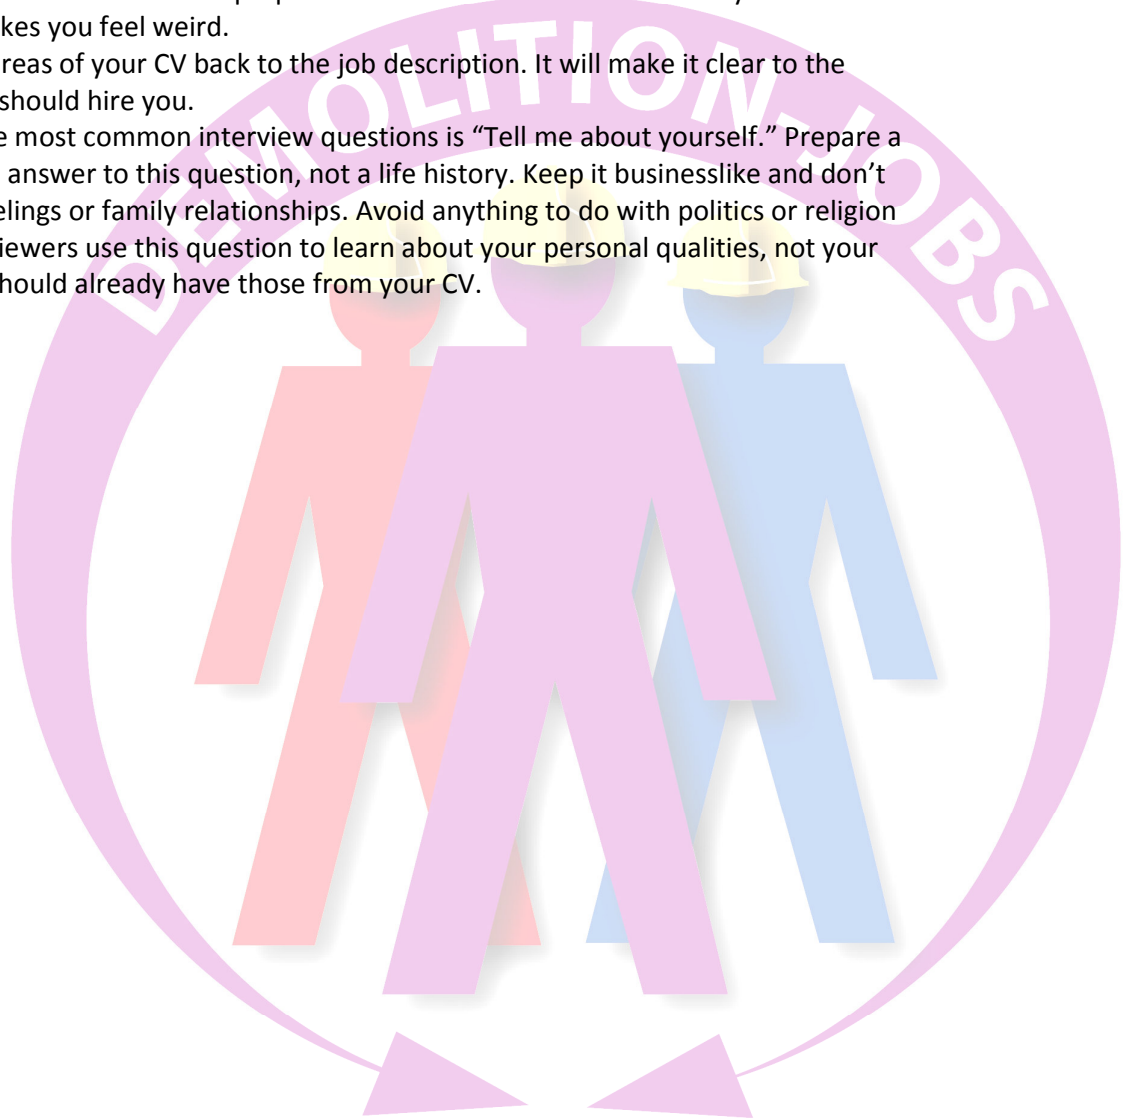 kes you feel weird.
reas of your CV back to the job description. It will make it clear to the
should hire you.
e most common interview questions is “Tell me about yourself.” Prepare a
answer to this question, not a life history. Keep it businesslike and don’t
elings or family relationships. Avoid anything to do with politics or religion
iewers use this question to learn about your personal qualities, not your
hould already have those from your CV.
DEMOLITION-JOBS